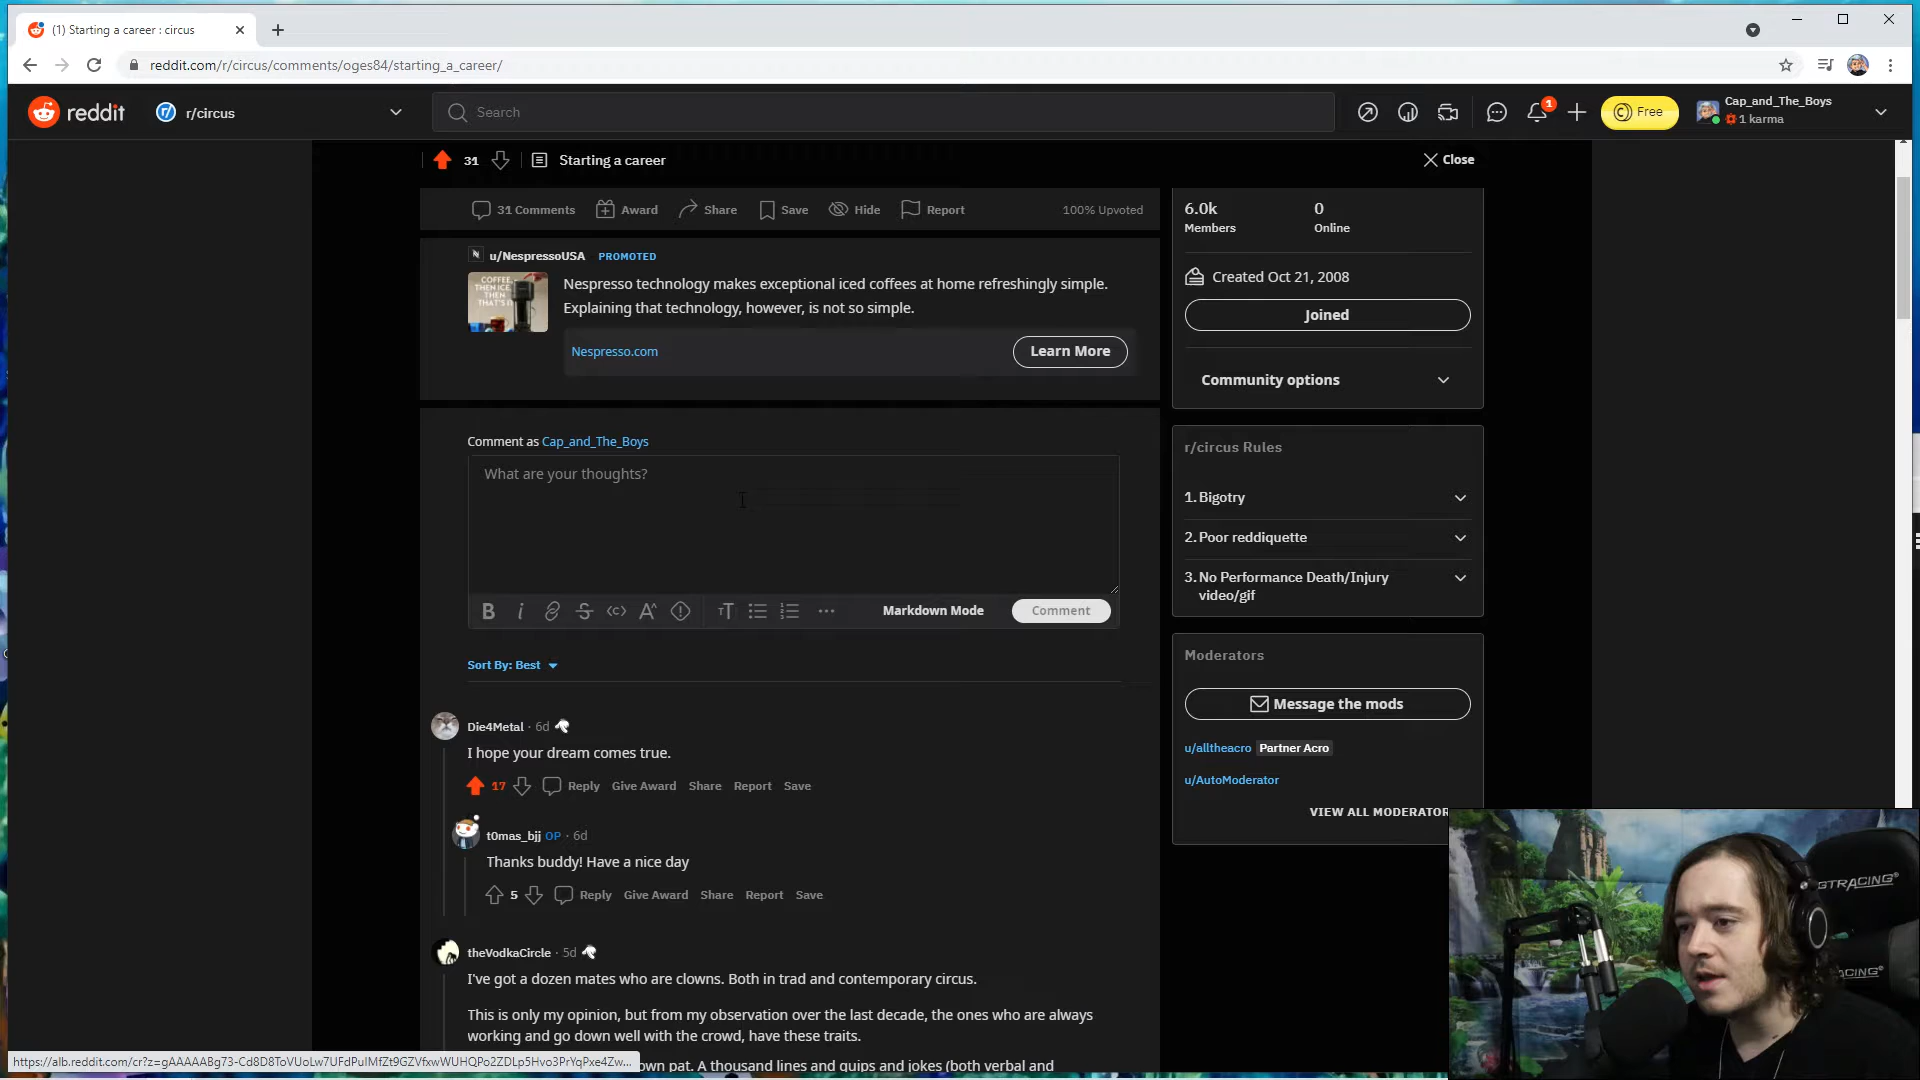 (1) Starting a career : circus
reddit.com/r/circus/comments/oges84/starting_a_career/
reddit
r/circus
Search
1
Free
Cap_and_The_Boys
1 karma
31
Starting a career
Close
31 Comments
Award
Share
Save
Hide
Report
100% Upvoted
u/NespressoUSA PROMOTED
COFFEE,
THEN ICE,
THEN
THAT'S IT
Nespresso technology makes exceptional iced coffees at home refreshingly simple.
Explaining that technology, however, is not so simple.
Nespresso.com
Learn More
Comment as Cap_and_The_Boys
What are your thoughts?
Markdown Mode
Comment
Sort By: Best
Die4Metal · 6d
I hope your dream comes true.
17
Reply
Give Award
Share
Report
Save
t0mas_bjj OP · 6d
Thanks buddy! Have a nice day
5
Reply
Give Award
Share
Report
Save
theVodkaCircle · 5d
I've got a dozen mates who are clowns. Both in trad and contemporary circus.
This is only my opinion, but from my observation over the last decade, the ones who are always
working and go down well with the crowd, have these traits.
own pat. A thousand lines and quips and jokes (both verbal and
6.0k
Members
0
Online
Created Oct 21, 2008
Joined
Community options
r/circus Rules
1. Bigotry
2. Poor reddiquette
3. No Performance Death/Injury
video/gif
Moderators
Message the mods
u/alltheacro Partner Acro
u/AutoModerator
VIEW ALL MODERATOR
GTRACING
GTRACING